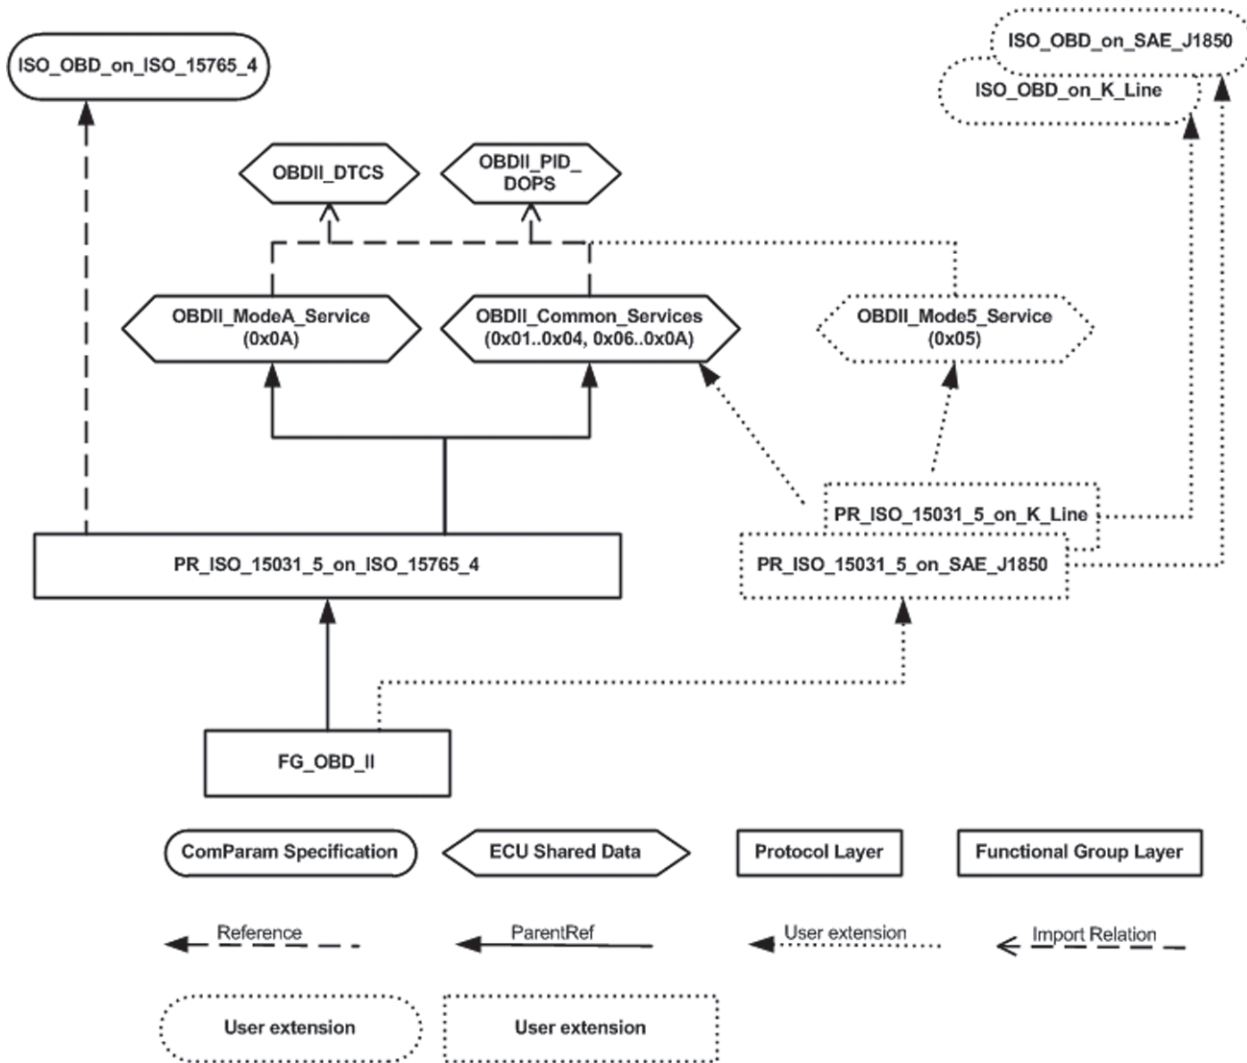 ISO_OBD_on_SAE_J1850
ISO_OBD_on_ISO_15765_4
ISO_OBD_on_K_Line
OBDII_DTCS
OBDII_PID_
DOPS
OBDII_ModeA_Service
(0x0A)
OBDII_Common_Services
(0x01..0x04, 0x06..0x0A)
OBDII_Mode5_Service
(0x05)
PR_ISO_15031_5_on_K_Line
PR_ISO_15031_5_on_ISO_15765_4
PR_ISO_15031_5_on_SAE_J1850
FG_OBD_II
ComParam Specification
ECU Shared Data
Protocol Layer
Functional Group Layer
Reference
ParentRef
User extension
Import Relation
User extension
User extension